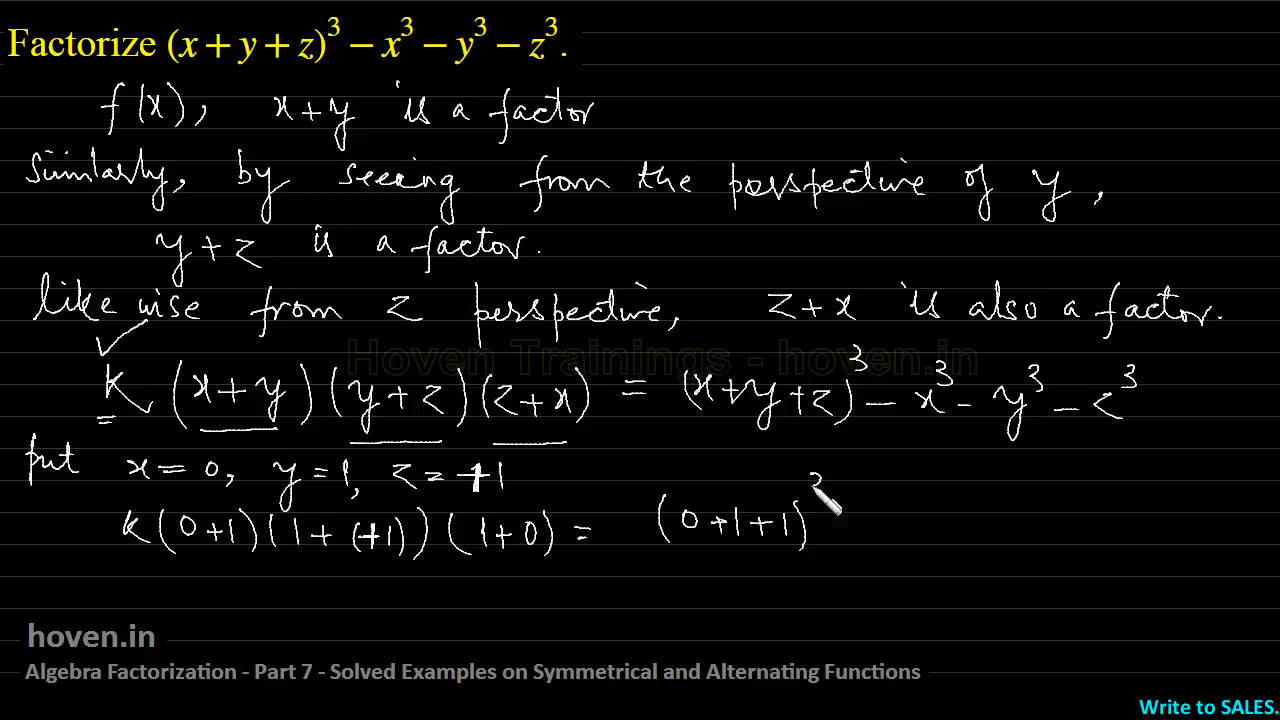 Factorize (x + y + z)³ − x³ − y³ − z³.
f(x), x+y is a factor
Similarly, by seeing from the perspective of y,
y+z is a factor.
likewise from z perspective, z+x is also a factor.
Hoven Trainings - hoven.in
K (x+y)(y+z)(z+x) = (x+y+z)³ − x³ − y³ − z³
put x=0, y=1, z=+1
K(0+1)(1+(+1))(1+0) = (0+1+1)³
hoven.in
Algebra Factorization - Part 7 - Solved Examples on Symmetrical and Alternating Functions
Write to SALES.